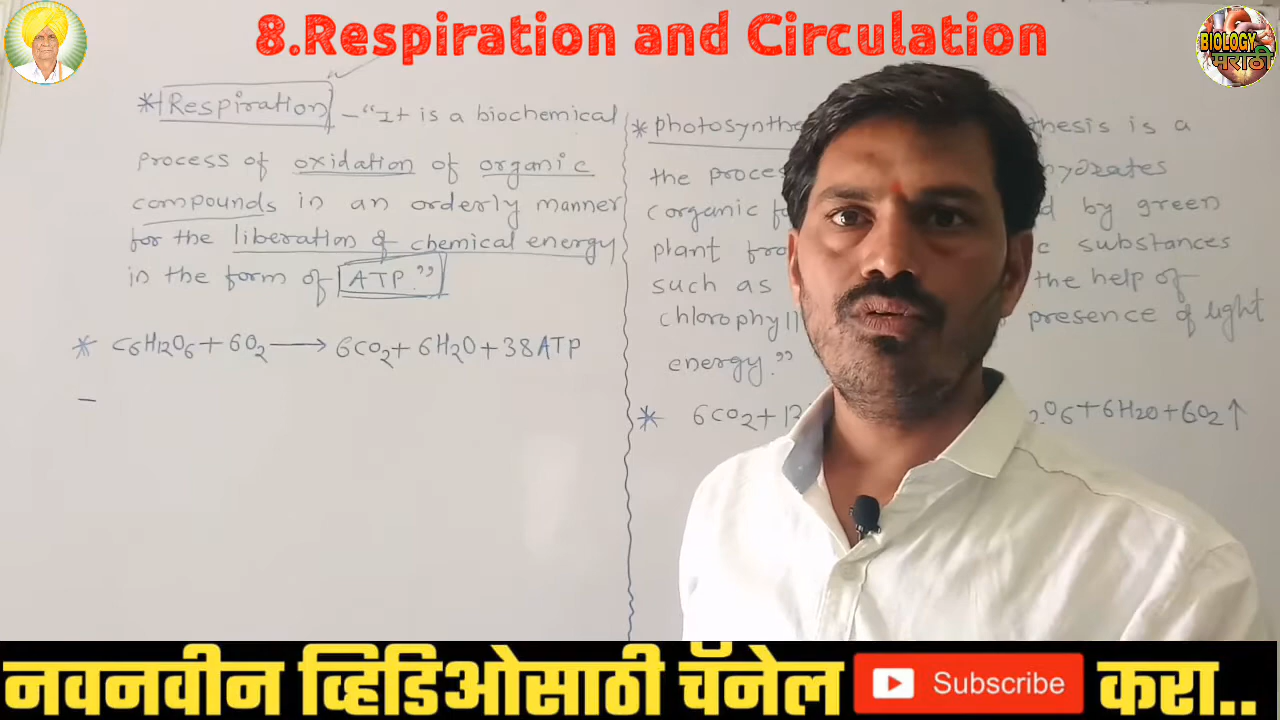 8.Respiration and Circulation
BIOLOGY
मराठी
* Respiration - "It is a biochemical
process of oxidation of organic
compounds in an orderly manner
for the liberation of chemical energy
in the form of ATP."
* C6H12O6 + 6O2 → 6CO2 + 6H2O + 38ATP
-
* photosynthe thesis is a
the proces
(organic by green
plant substances
such as the help of
chlorophyll presence of light
energy."
* 6CO2 + 12 O6 + 6H2O + 6O2 ↑
नवनवीन व्हिडिओसाठी चॅनेल Subscribe करा..